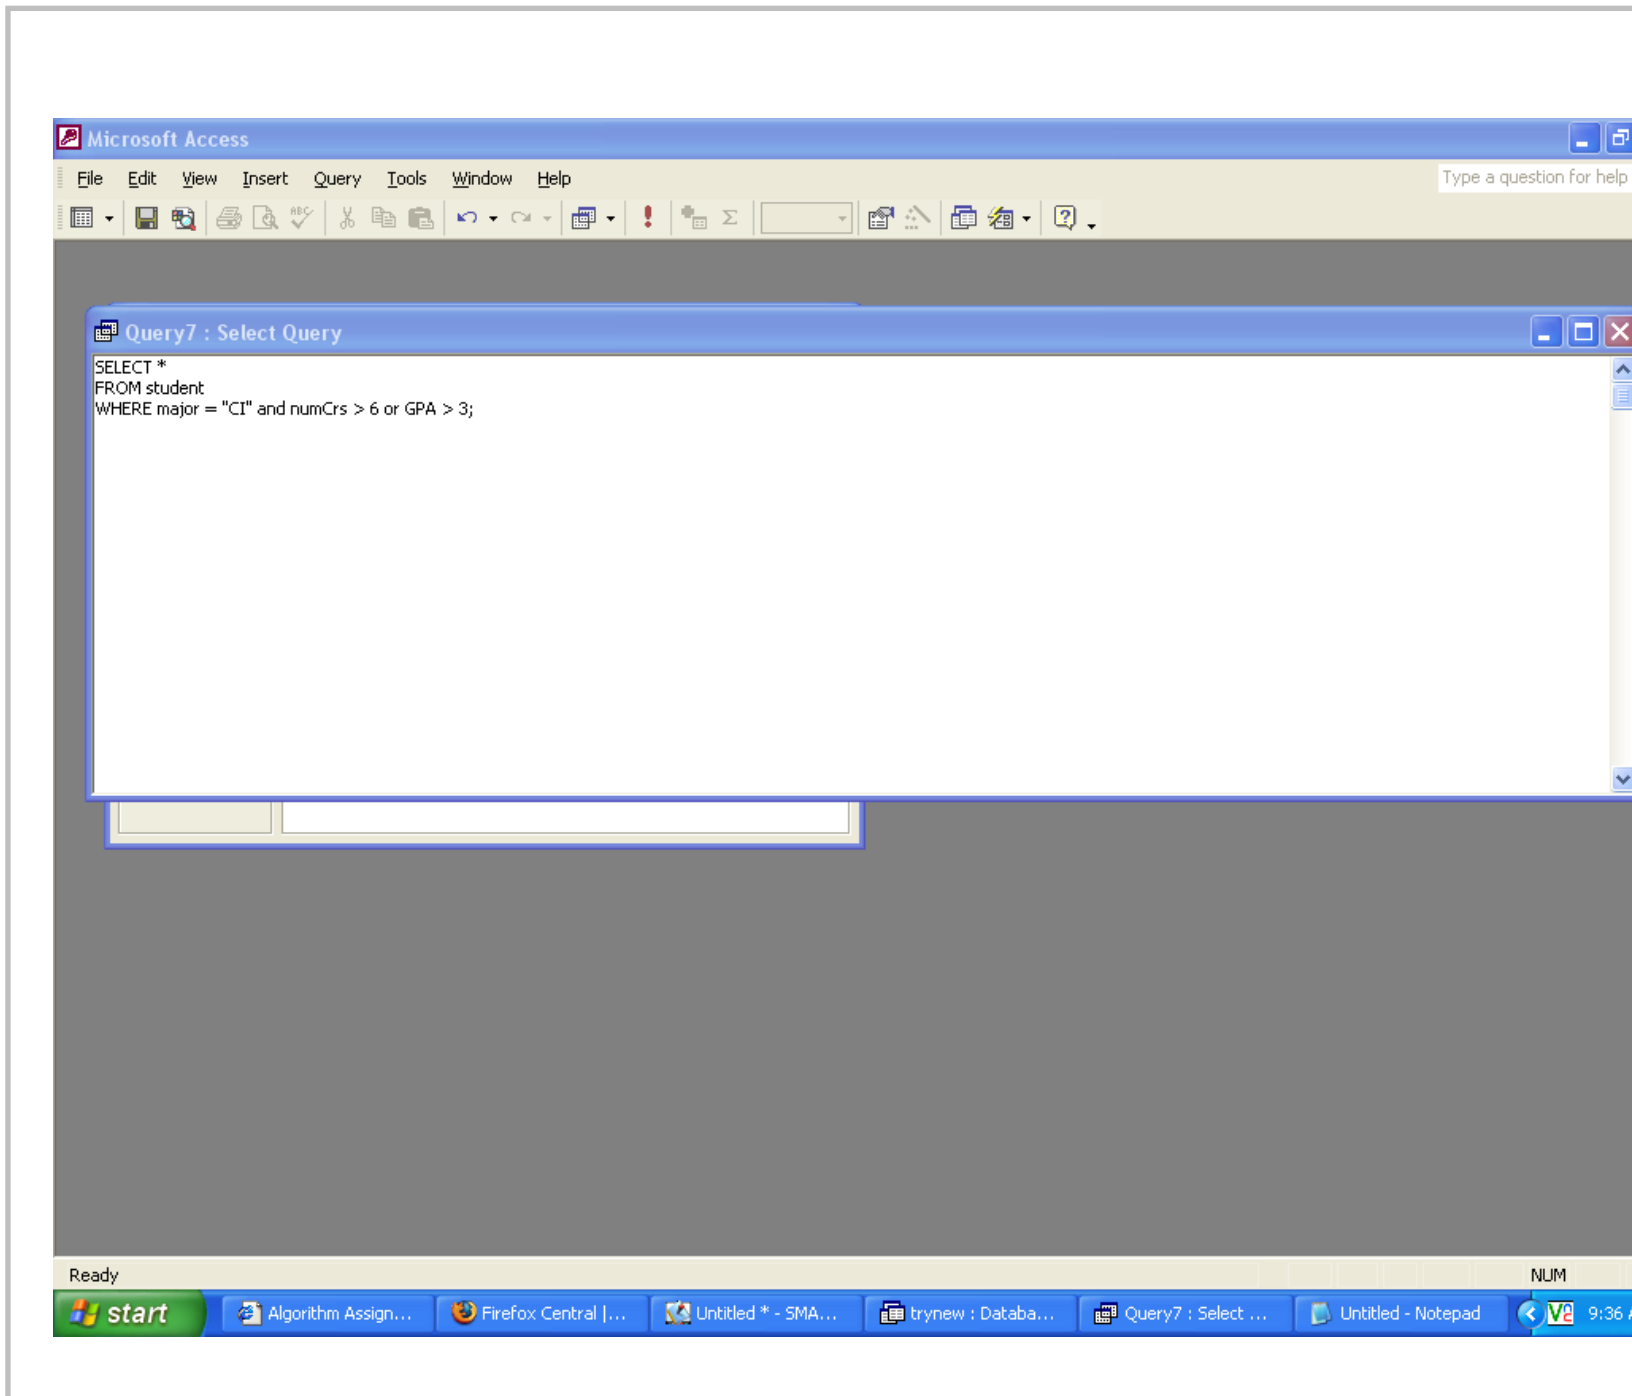 Microsoft Access
File Edit View Insert Query Tools Window Help
Type a question for help
Query7 : Select Query
SELECT *
FROM student
WHERE major = "CI" and numCrs > 6 or GPA > 3;
Ready
NUM
start
Algorithm Assign...
Firefox Central |...
Untitled * - SMA...
trynew : Databa...
Query7 : Select ...
Untitled - Notepad
9:36